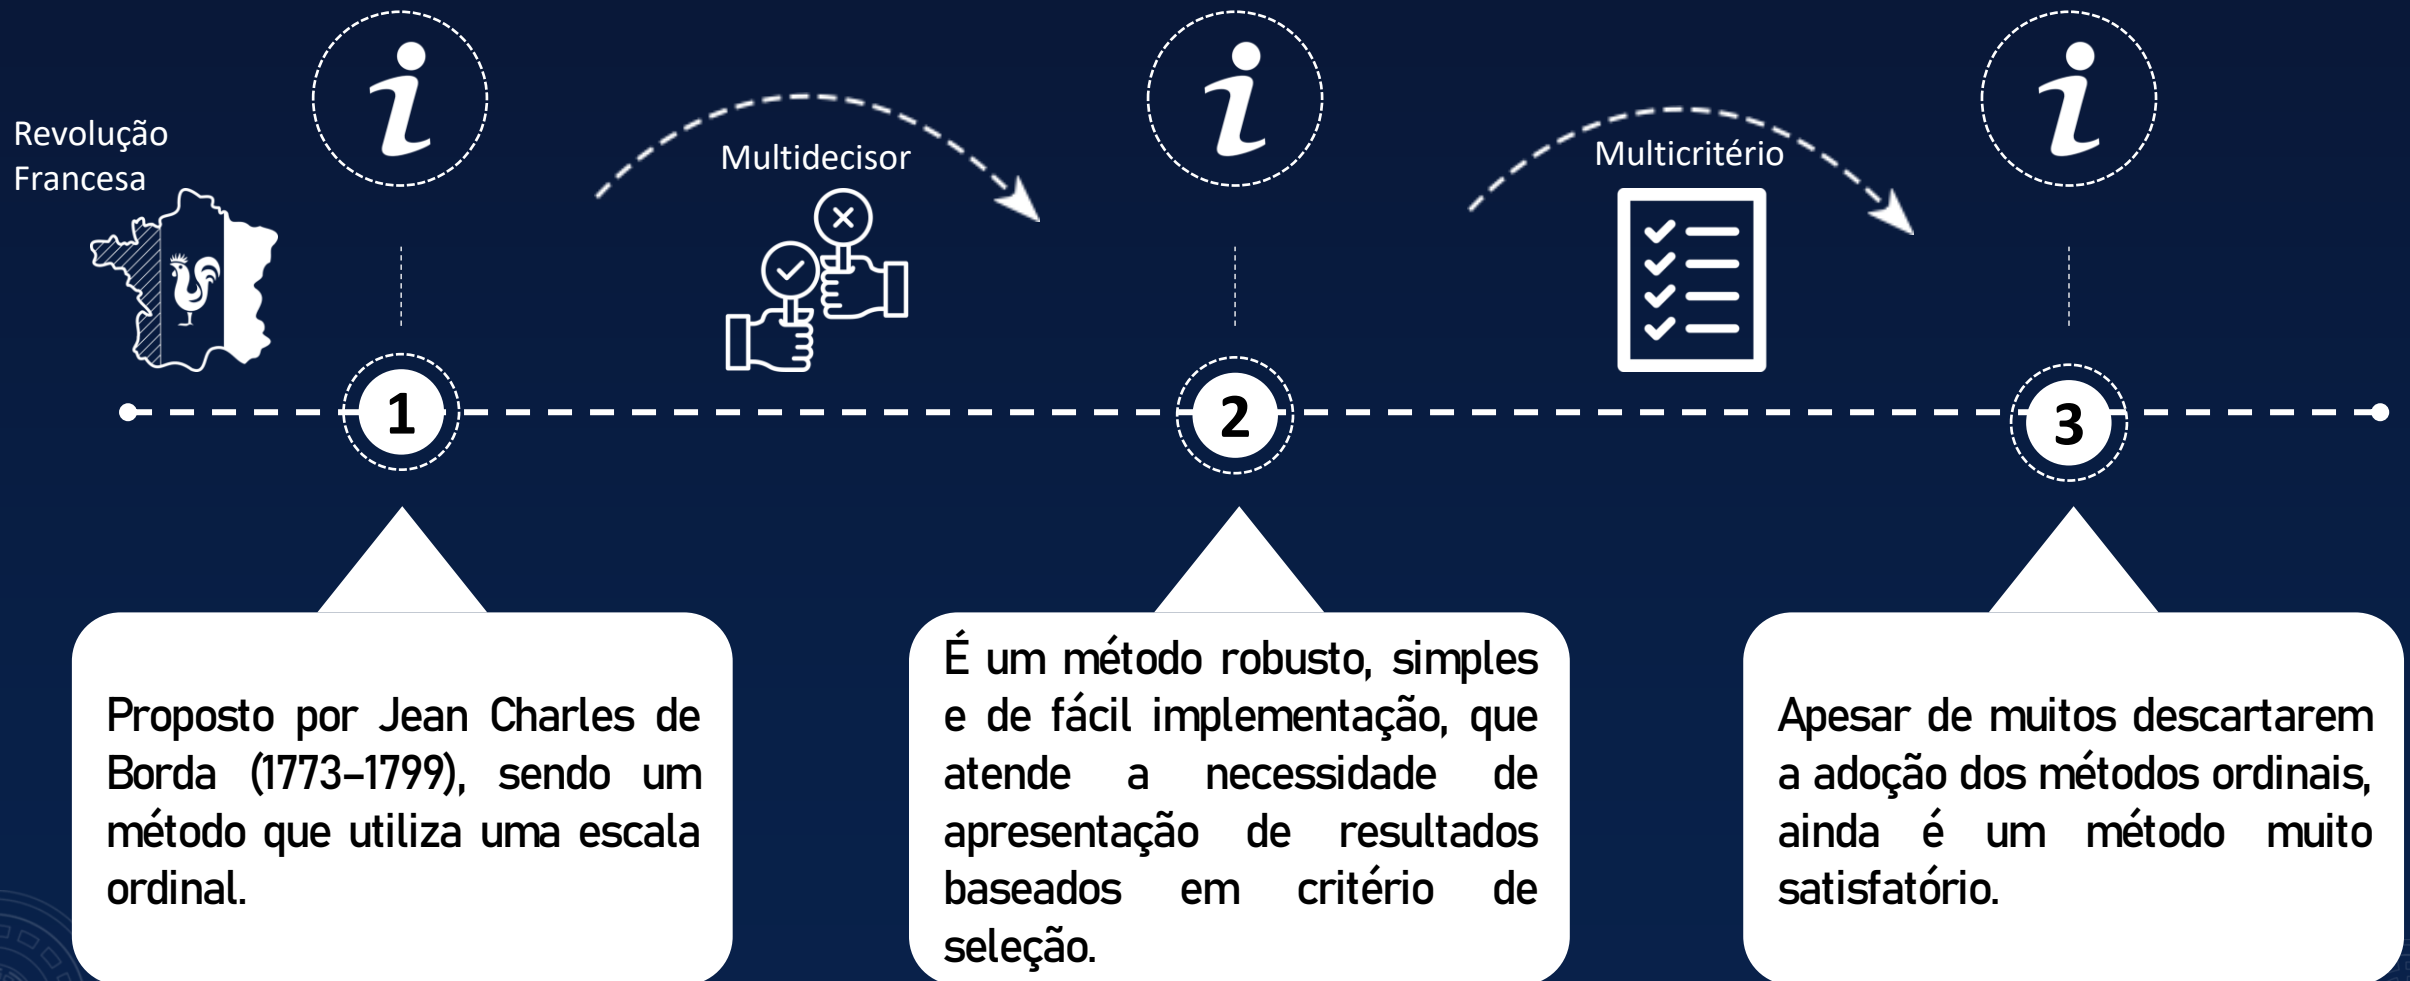 Revolução
Francesa
i
Multidecisor
i
Multicritério
i
1
2
3
Proposto por Jean Charles de
Borda (1773–1799), sendo um
método que utiliza uma escala
ordinal.
É um método robusto, simples
e de fácil implementação, que
atende a necessidade de
apresentação de resultados
baseados em critério de
seleção.
Apesar de muitos descartarem
a adoção dos métodos ordinais,
ainda é um método muito
satisfatório.